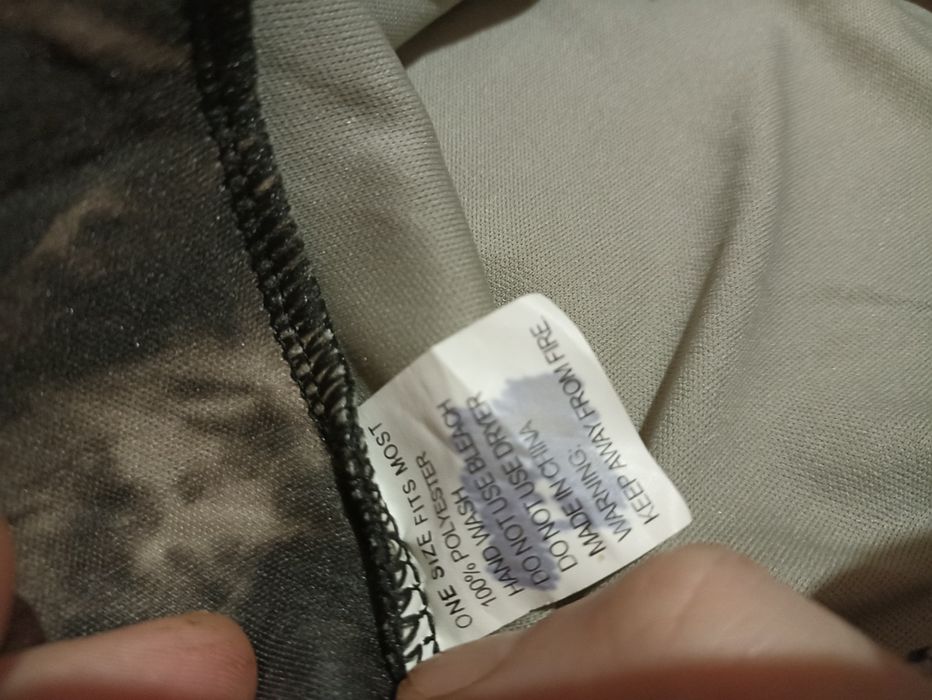 ONE SIZE FITS MOST
100% POLYESTER
HAND WASH
DO NOT USE BLEACH
DO NOT USE DRYER
MADE IN CHINA
WARNING:
KEEP AWAY FROM FIRE.